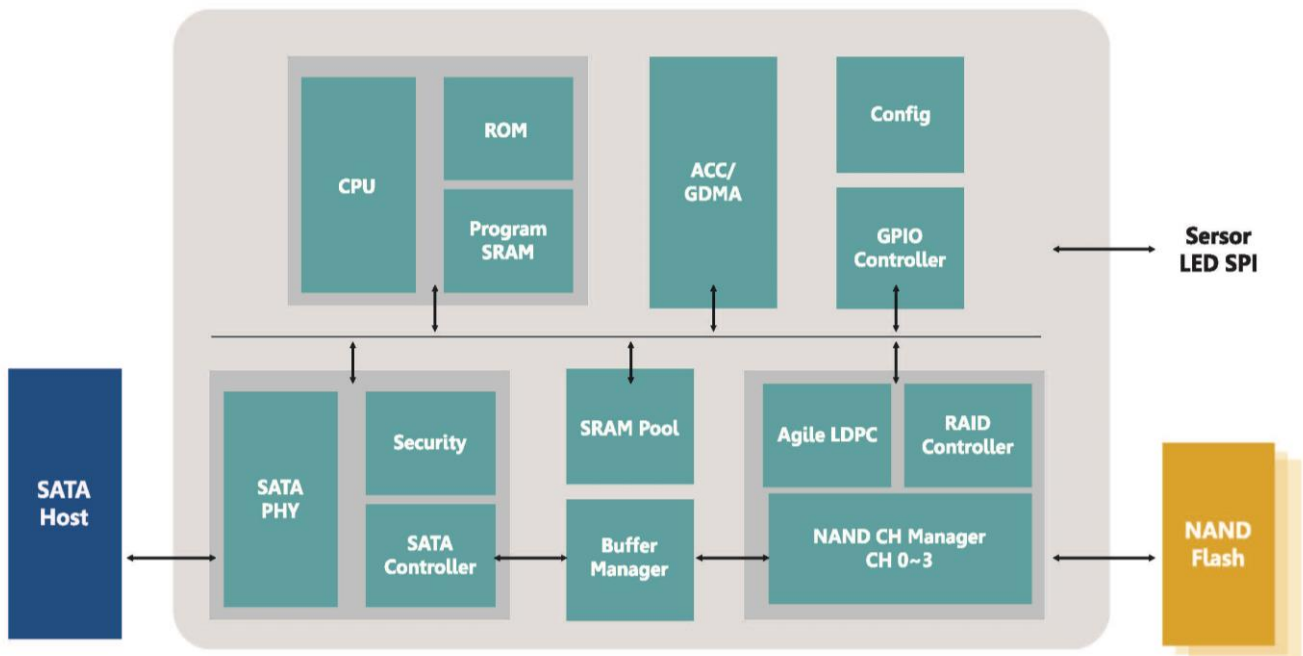 CPU
ROM
Program
SRAM
ACC/
GDMA
Config
GPIO
Controller
Sersor
LED SPI
SATA
Host
SATA
PHY
Security
SATA
Controller
SRAM Pool
Buffer
Manager
Agile LDPC
RAID
Controller
NAND CH Manager
CH 0~3
NAND
Flash